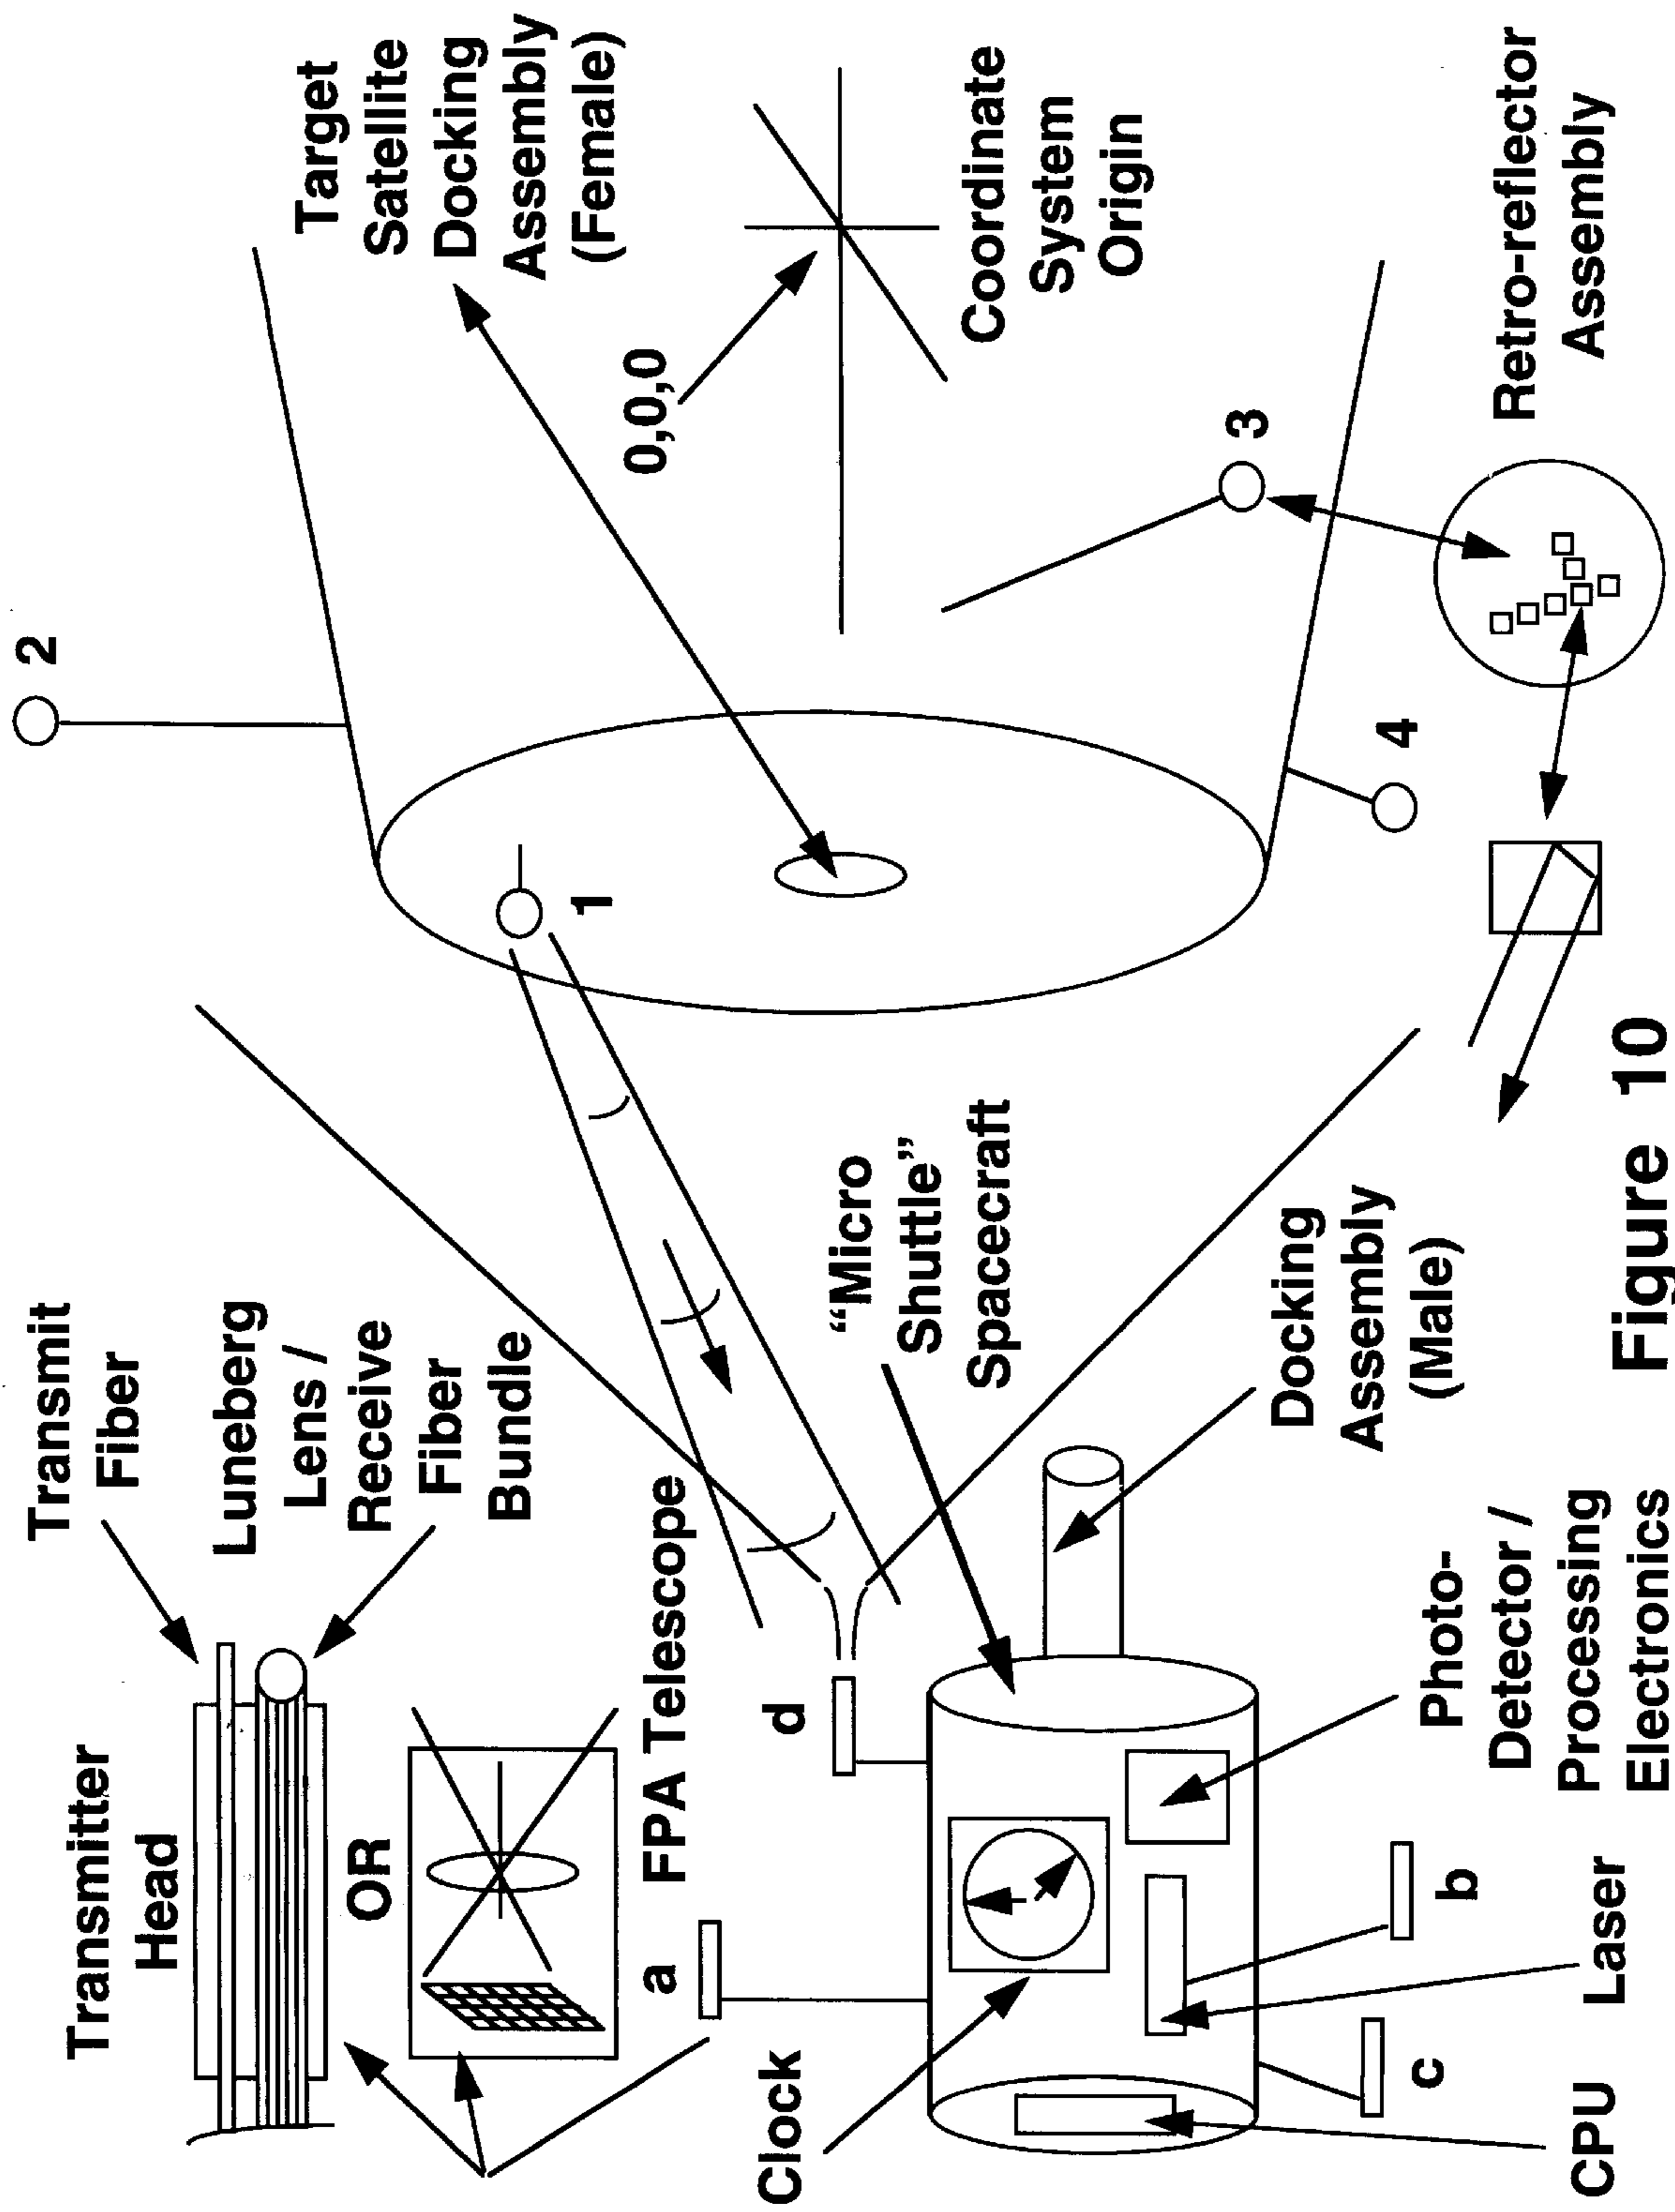 Transmitter
Head
Transmit
Fiber
Luneberg
Lens /
Receive
Fiber
Bundle
OR
FPA Telescope
a
d
Clock
"Micro
Shuttle"
Spacecraft
Docking
Assembly
(Male)
c
b
CPU
Laser
Photo-
Detector /
Processing
Electronics
2
1
Target
Satellite
Docking
Assembly
(Female)
0,0,0
Coordinate
System
Origin
3
4
Retro-reflector
Assembly
Figure 10